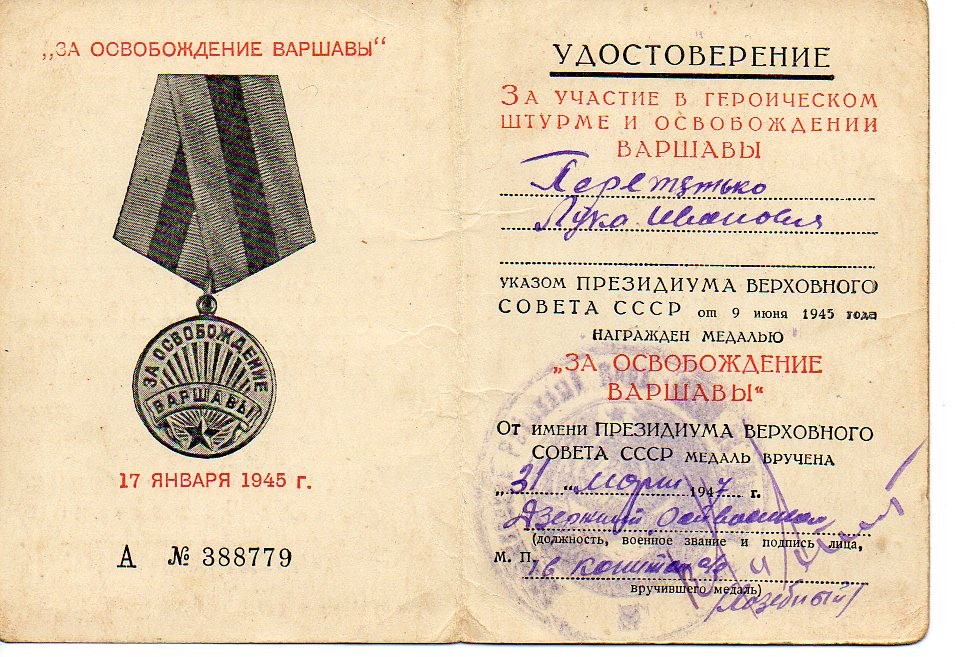 „ЗА ОСВОБОЖДЕНИЕ ВАРШАВЫ“
ЗА ОСВОБОЖДЕНИЕ
ВАРШАВЫ
17 ЯНВАРЯ 1945 г.
А № 388779
УДОСТОВЕРЕНИЕ
ЗА УЧАСТИЕ В ГЕРОИЧЕСКОМ
ШТУРМЕ И ОСВОБОЖДЕНИИ
ВАРШАВЫ
Лука Иванович
УКАЗОМ ПРЕЗИДИУМА ВЕРХОВНОГО
СОВЕТА СССР от 9 июня 1945 года
НАГРАЖДЕН МЕДАЛЬЮ
„ЗА ОСВОБОЖДЕНИЕ
ВАРШАВЫ“
ОТ ИМЕНИ ПРЕЗИДИУМА ВЕРХОВНОГО
СОВЕТА СССР МЕДАЛЬ ВРУЧЕНА
„31“ 1947 г.
(должность, военное звание и подпись лица,
М. П.
вручившего медаль)
(Лозебный)